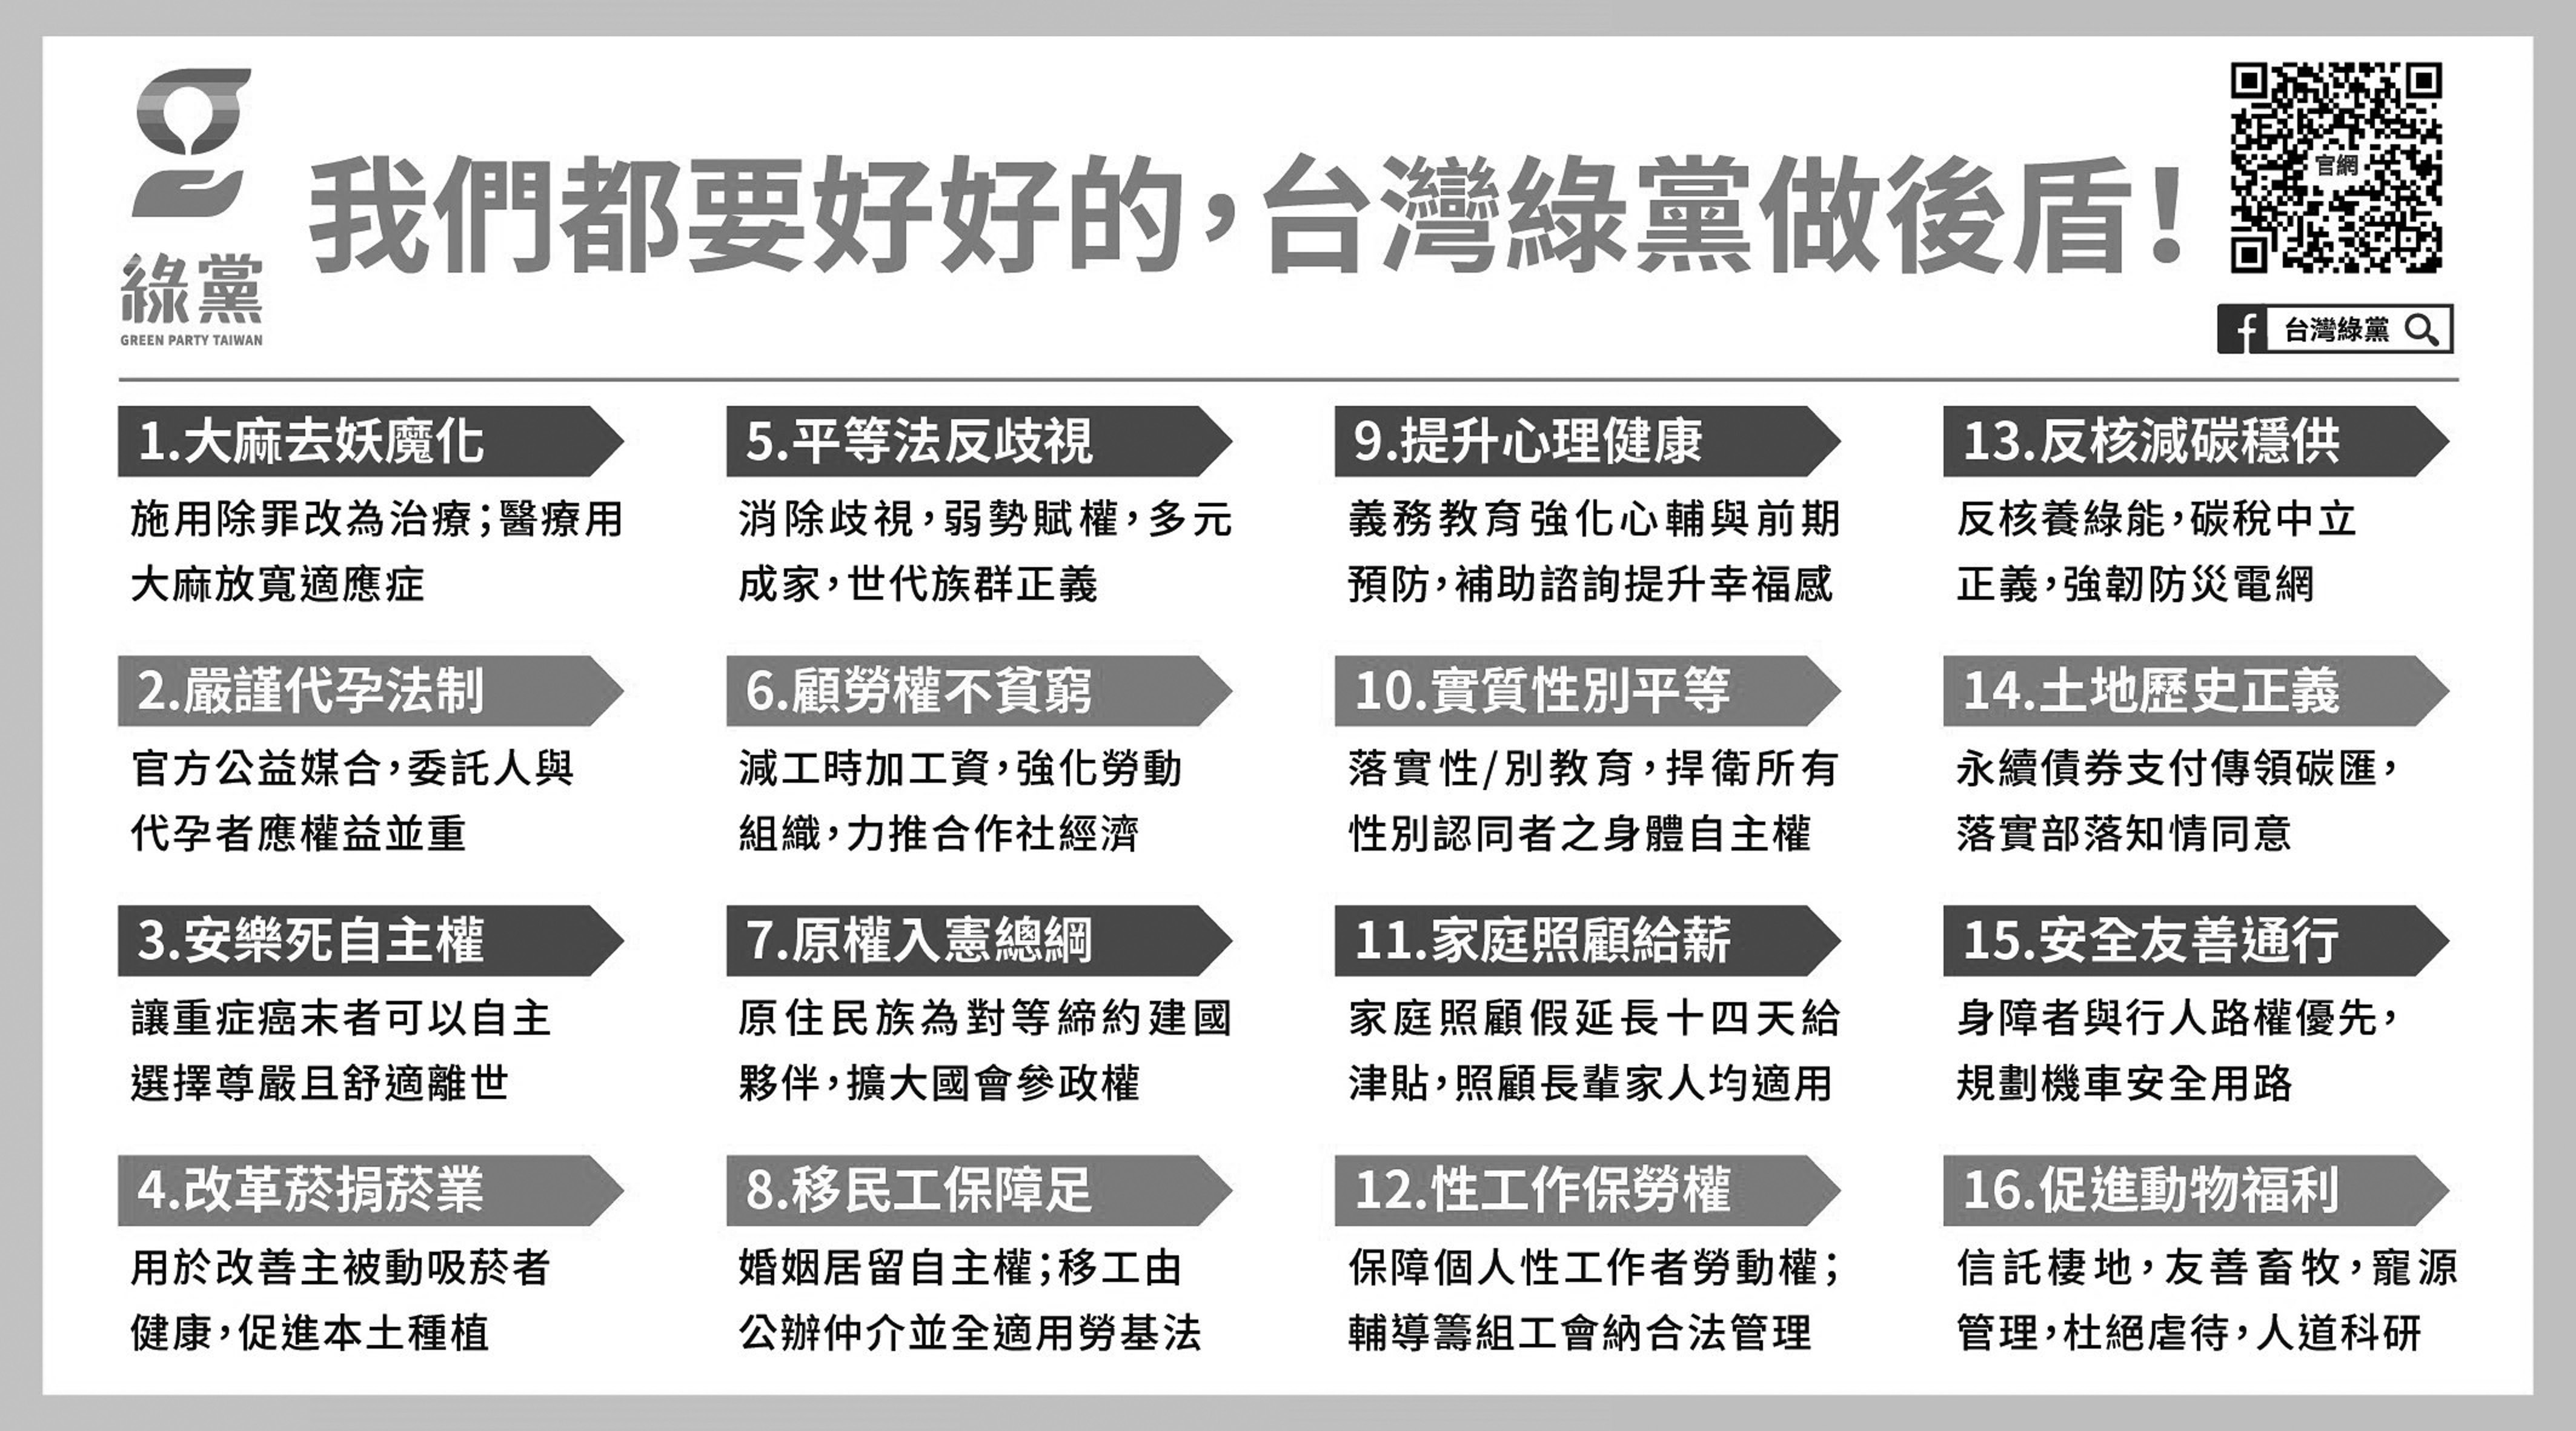 綠黨
GREEN PARTY TAIWAN
我們都要好好的，台灣綠黨做後盾！
官網
台灣綠黨
1.大麻去妖魔化
施用除罪改為治療；醫療用
大麻放寬適應症
2.嚴謹代孕法制
官方公益媒合，委託人與
代孕者應權益並重
3.安樂死自主權
讓重症癌末者可以自主
選擇尊嚴且舒適離世
4.改革菸捐菸業
用於改善主被動吸菸者
健康，促進本土種植
5.平等法反歧視
消除歧視，弱勢賦權，多元
成家，世代族群正義
6.顧勞權不貧窮
減工時加工資，強化勞動
組織，力推合作社經濟
7.原權入憲總綱
原住民族為對等締約建國
夥伴，擴大國會參政權
8.移民工保障足
婚姻居留自主權；移工由
公辦仲介並全適用勞基法
9.提升心理健康
義務教育強化心輔與前期
預防，補助諮詢提升幸福感
10.實質性別平等
落實性/別教育，捍衛所有
性別認同者之身體自主權
11.家庭照顧給薪
家庭照顧假延長十四天給
津貼，照顧長輩家人均適用
12.性工作保勞權
保障個人性工作者勞動權；
輔導籌組工會納合法管理
13.反核減碳穩供
反核養綠能，碳稅中立
正義，強韌防災電網
14.土地歷史正義
永續債券支付傳領碳匯，
落實部落知情同意
15.安全友善通行
身障者與行人路權優先，
規劃機車安全用路
16.促進動物福利
信託棲地，友善畜牧，寵源
管理，杜絕虐待，人道科研